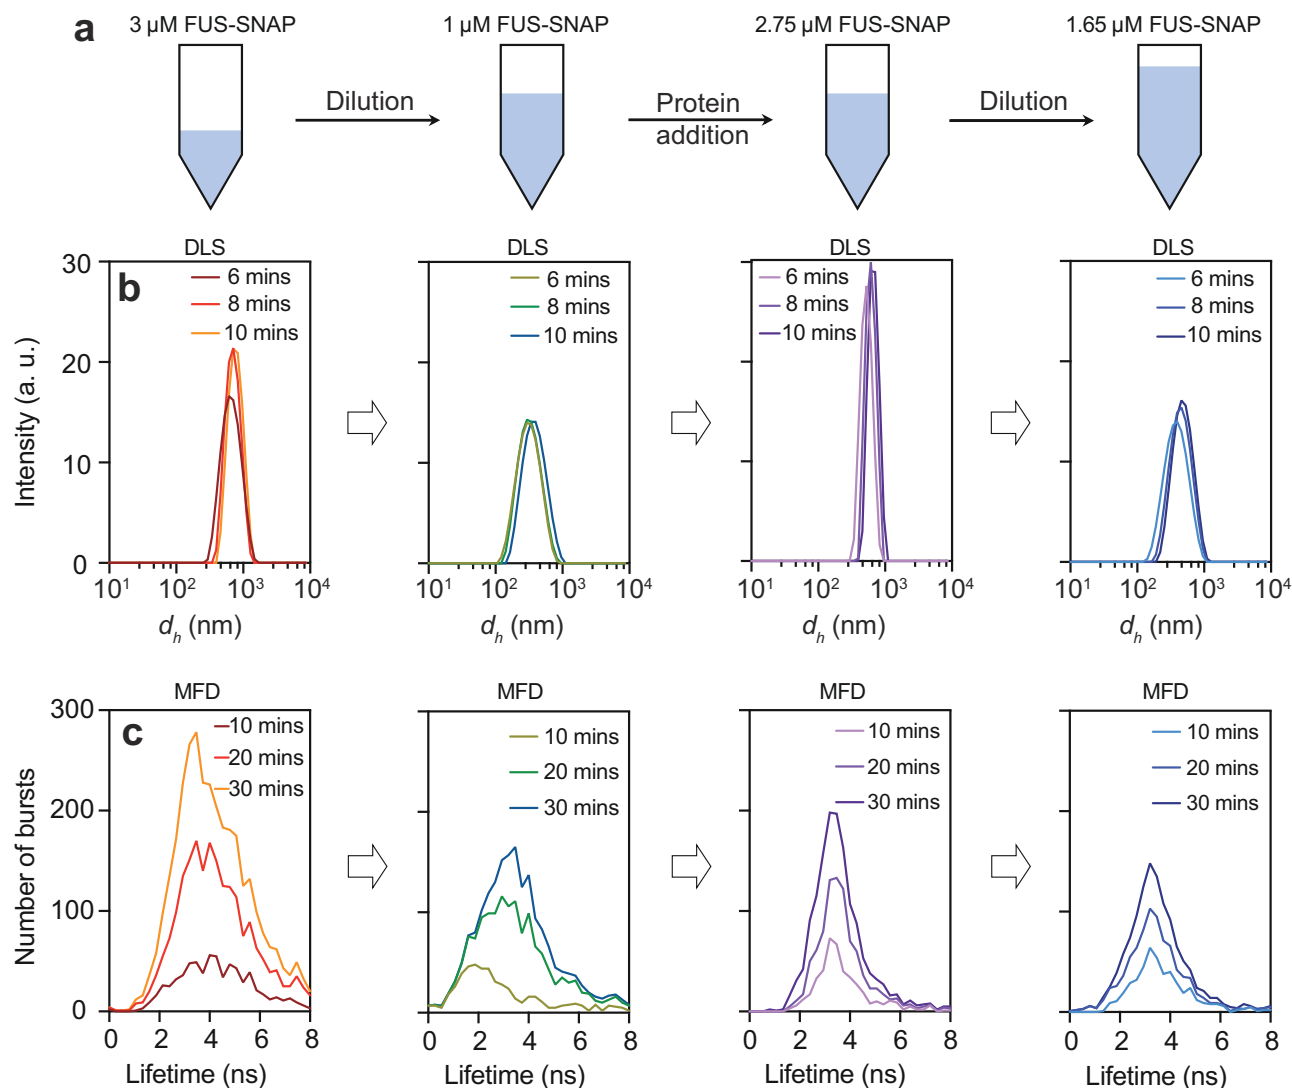 a
3 µM FUS-SNAP
1 µM FUS-SNAP
2.75 µM FUS-SNAP
1.65 µM FUS-SNAP
Dilution
Protein
addition
Dilution
b
DLS
DLS
DLS
DLS
Intensity (a. u.)
30
20
10
0
6 mins
8 mins
10 mins
6 mins
8 mins
10 mins
6 mins
8 mins
10 mins
6 mins
8 mins
10 mins
10¹ 10² 10³ 10⁴
10¹ 10² 10³ 10⁴
10¹ 10² 10³ 10⁴
10¹ 10² 10³ 10⁴
d_h (nm)
d_h (nm)
d_h (nm)
d_h (nm)
c
MFD
MFD
MFD
MFD
Number of bursts
300
200
100
0
10 mins
20 mins
30 mins
10 mins
20 mins
30 mins
10 mins
20 mins
30 mins
10 mins
20 mins
30 mins
0 2 4 6 8
0 2 4 6 8
0 2 4 6 8
0 2 4 6 8
Lifetime (ns)
Lifetime (ns)
Lifetime (ns)
Lifetime (ns)